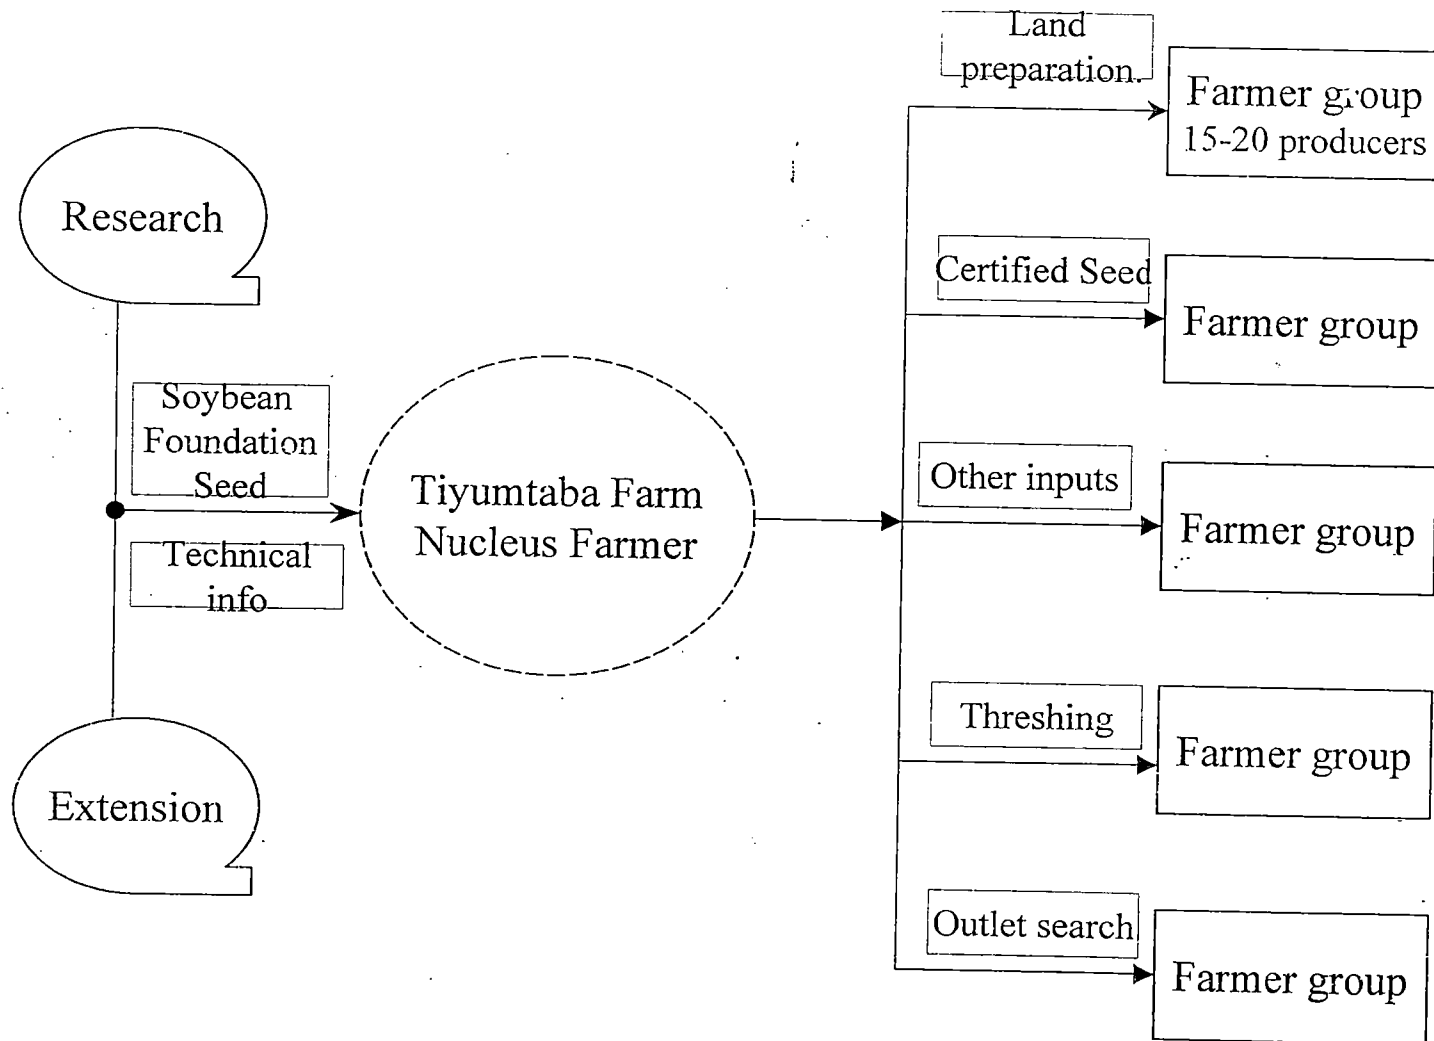 Research
Soybean
Foundation
Seed
Technical
info
Extension
Tiyumtaba Farm
Nucleus Farmer
Land
preparation.
Farmer group
15-20 producers
Certified Seed
Farmer group
Other inputs
Farmer group
Threshing
Farmer group
Outlet search
Farmer group